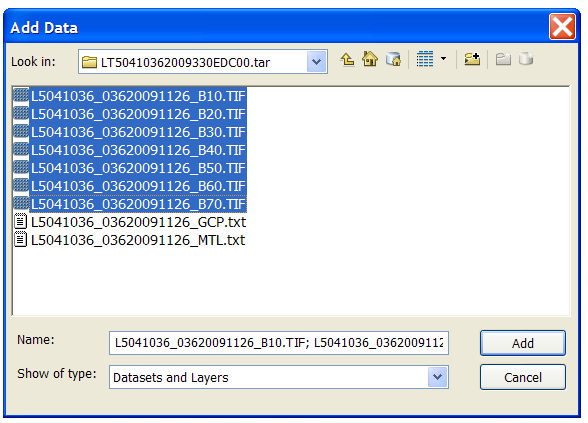 Add Data
Look in: LT50410362009330EDC00.tar
L5041036_03620091126_B10.TIF
L5041036_03620091126_B20.TIF
L5041036_03620091126_B30.TIF
L5041036_03620091126_B40.TIF
L5041036_03620091126_B50.TIF
L5041036_03620091126_B60.TIF
L5041036_03620091126_B70.TIF
L5041036_03620091126_GCP.txt
L5041036_03620091126_MTL.txt
Name: L5041036_03620091126_B10.TIF; L5041036_0362009112 Add
Show of type: Datasets and Layers Cancel